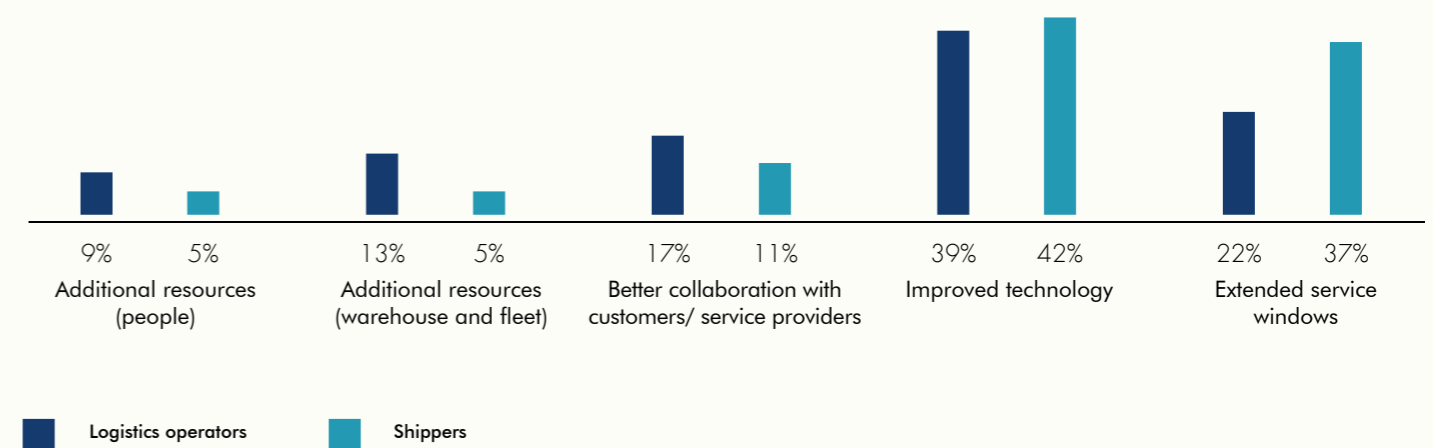 9% 5% 13% 5% 17% 11% 39% 42% 22% 37%
Additional resources
(people)
Additional resources
(warehouse and fleet)
Better collaboration with
customers/ service providers
Improved technology
Extended service
windows
Logistics operators
Shippers